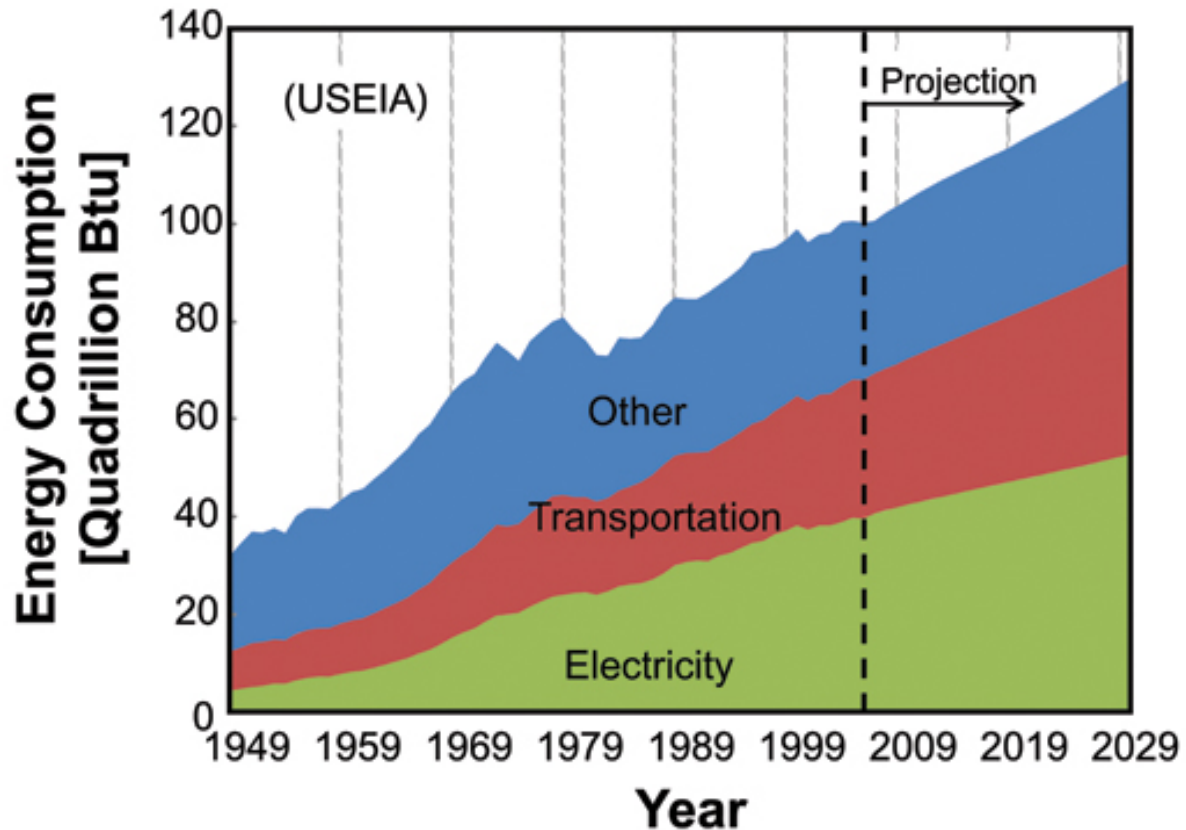 Energy Consumption
[Quadrillion Btu]
140
120
100
80
60
40
20
0
(USEIA)
Projection
Other
Transportation
Electricity
1949 1959 1969 1979 1989 1999 2009 2019 2029
Year